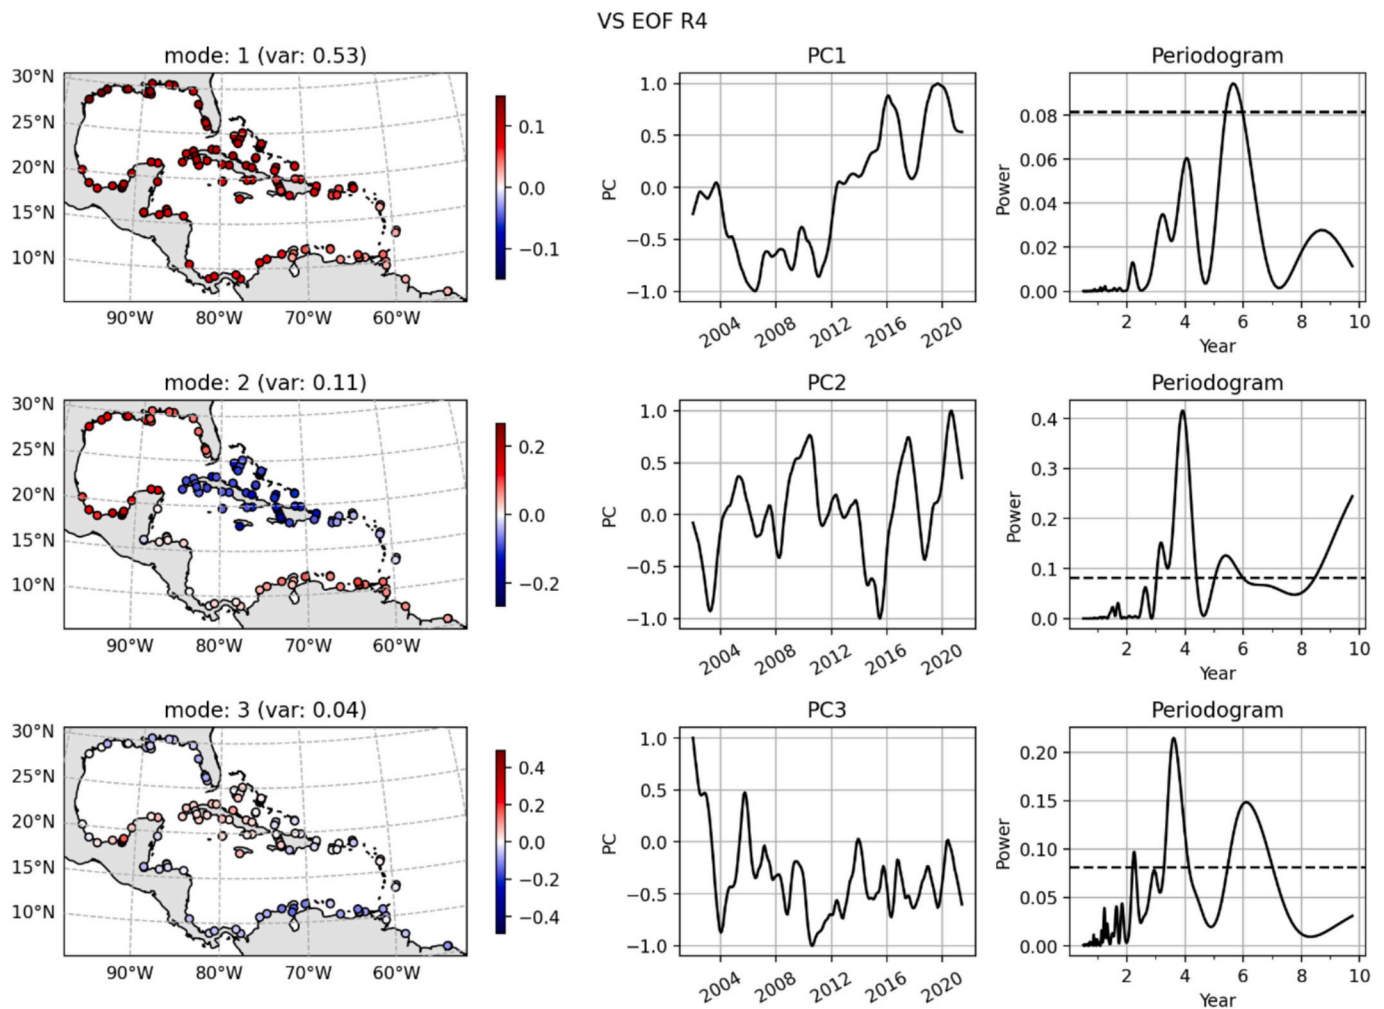 VS EOF R4
mode: 1 (var: 0.53)
PC1
Periodogram
30°N
25°N
20°N
15°N
10°N
90°W
80°W
70°W
60°W
0.1
0.0
−0.1
PC
1.0
0.5
0.0
−0.5
−1.0
2004
2008
2012
2016
2020
Power
0.08
0.06
0.04
0.02
0.00
2
4
6
8
10
Year
mode: 2 (var: 0.11)
PC2
Periodogram
30°N
25°N
20°N
15°N
10°N
90°W
80°W
70°W
60°W
0.2
0.0
−0.2
PC
1.0
0.5
0.0
−0.5
−1.0
2004
2008
2012
2016
2020
Power
0.4
0.3
0.2
0.1
0.0
2
4
6
8
10
Year
mode: 3 (var: 0.04)
PC3
Periodogram
30°N
25°N
20°N
15°N
10°N
90°W
80°W
70°W
60°W
0.4
0.2
0.0
−0.2
−0.4
PC
1.0
0.5
0.0
−0.5
−1.0
2004
2008
2012
2016
2020
Power
0.20
0.15
0.10
0.05
0.00
2
4
6
8
10
Year